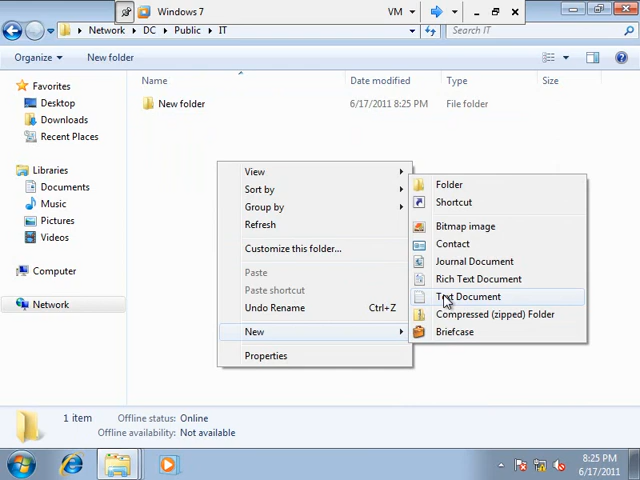 Windows 7
VM
Network
DC
Public
IT
Search IT
Organize
New folder
Favorites
Desktop
Downloads
Recent Places
Libraries
Documents
Music
Pictures
Videos
Computer
Network
Name
Date modified
Type
Size
New folder
6/17/2011 8:25 PM
File folder
View
Sort by
Group by
Refresh
Customize this folder...
Paste
Paste shortcut
Undo Rename Ctrl+Z
New
Properties
Folder
Shortcut
Bitmap image
Contact
Journal Document
Rich Text Document
Text Document
Compressed (zipped) Folder
Briefcase
1 item
Offline status: Online
Offline availability: Not available
8:25 PM
6/17/2011